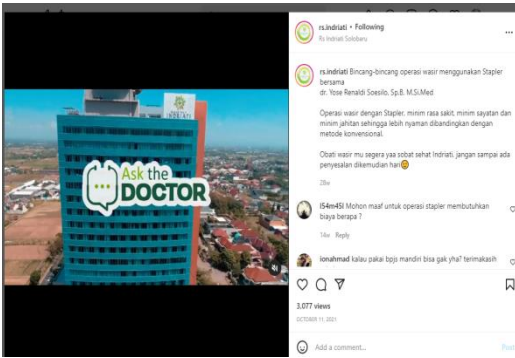 rs.indriati • Following
Rs Indriati Solobaru
rs.indriati Bincang-bincang operasi wasir menggunakan Stapler
bersama
dr. Yose Renaldi Soesilo, Sp.B. M.Si.Med
Operasi wasir dengan Stapler, minim rasa sakit, minim sayatan dan
minim jahitan sehingga lebih nyaman dibandingkan dengan
metode konvensional.
Obati wasir mu segera yaa sobat sehat Indriati, jangan sampai ada
penyesalan dikemudian hari
28w
Mohon maaf untuk operasi stapler membutuhkan
biaya berapa ?
14w Reply
ionahmad kalau pakai bpjs mandiri bisa gak yha? terimakasih
3,077 views
OCTOBER 11, 2021
Add a comment...
Post
Ask the
DOCTOR